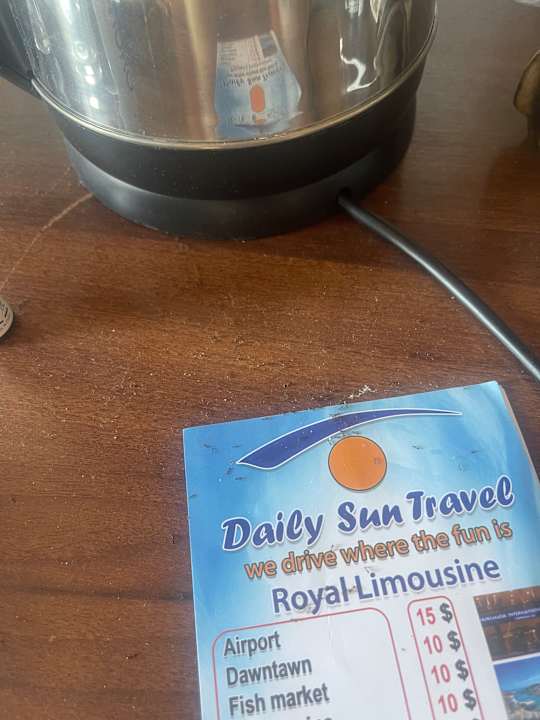 Daily Sun Travel
we drive where the fun is
Royal Limousine
Airport 15 $
Dawntawn 10 $
Fish market 10 $
10 $